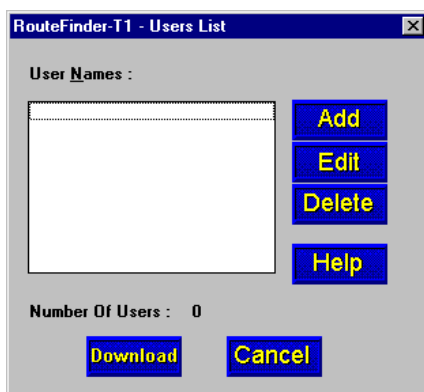 RouteFinder-T1 - Users List
User Names :
Add
Edit
Delete
Help
Number Of Users : 0
Download Cancel